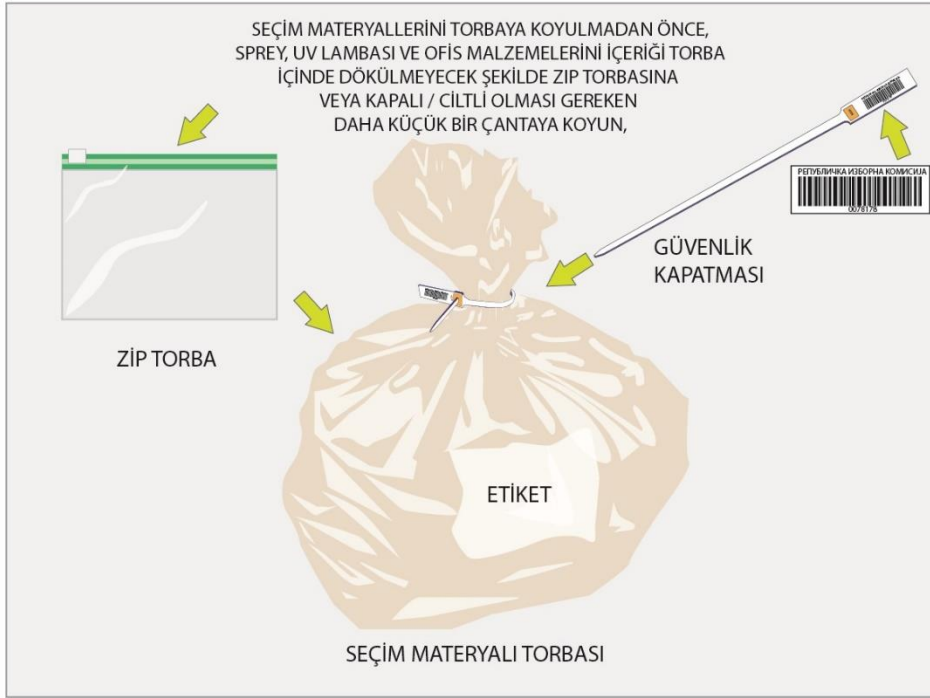 SEÇİM MATERYALLERİNİ TORBAYA KOYULMADAN ÖNCE,
SPREY, UV LAMBASI VE OFİS MALZEMELERİNİ İÇERİĞİ TORBA
İÇİNDE DÖKÜLMEYECEK ŞEKİLDE ZIP TORBASINA
VEYA KAPALI / CİLTLİ OLMASI GEREKEN
DAHA KÜÇÜK BİR ÇANTAYA KOYUN,
РЕПУБЛИЧКА ИЗБОРНА КОМИСИЈА
0078178
GÜVENLİK
KAPATMASI
ZİP TORBA
ETİKET
SEÇİM MATERYALI TORBASI